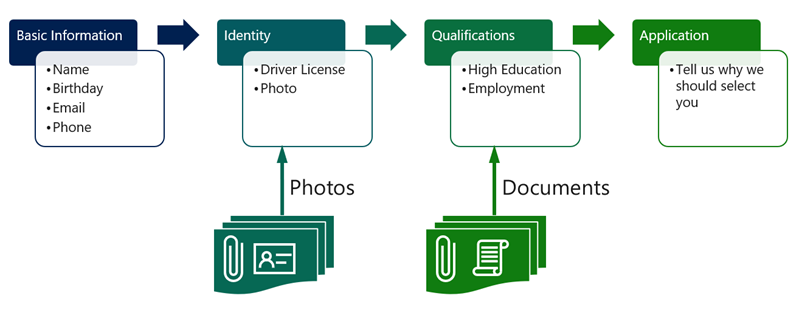 Basic Information
• Name
• Birthday
• Email
• Phone
Identity
• Driver License
• Photo
Qualifications
• High Education
• Employment
Application
• Tell us why we
should select
you
Photos
Documents